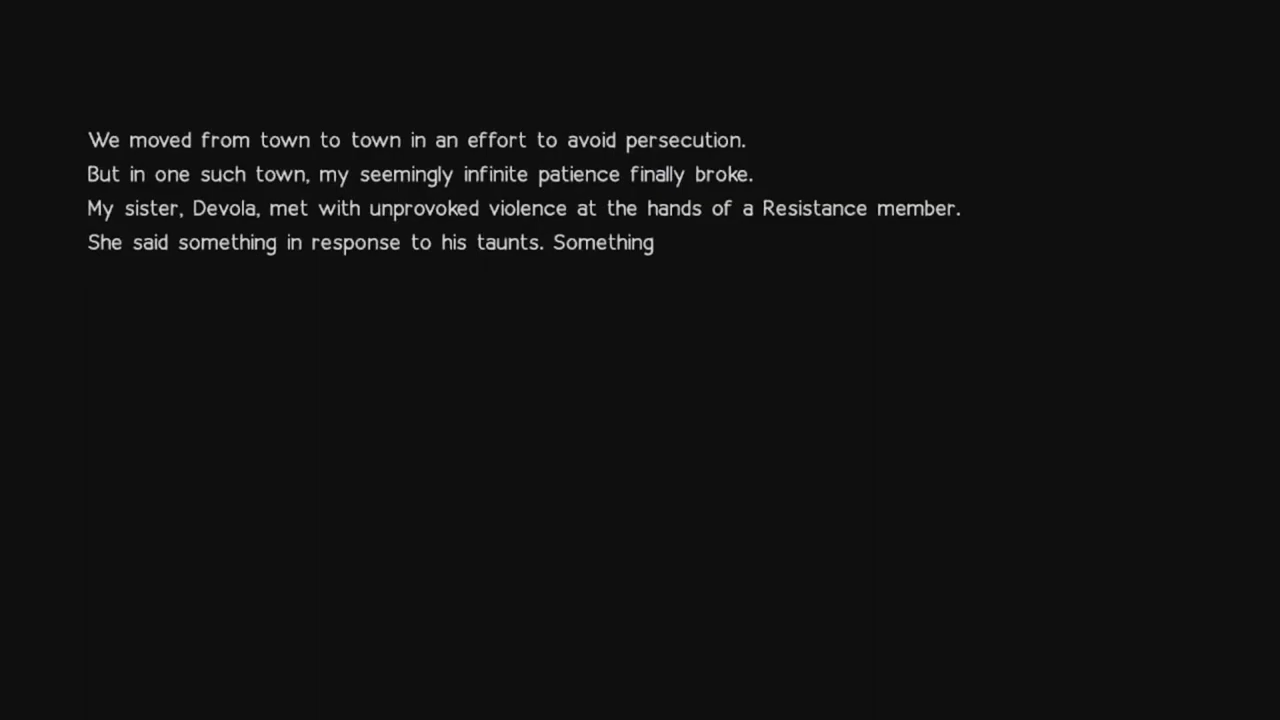 We moved from town to town in an effort to avoid persecution.
But in one such town, my seemingly infinite patience finally broke.
My sister, Devola, met with unprovoked violence at the hands of a Resistance member.
She said something in response to his taunts. Something